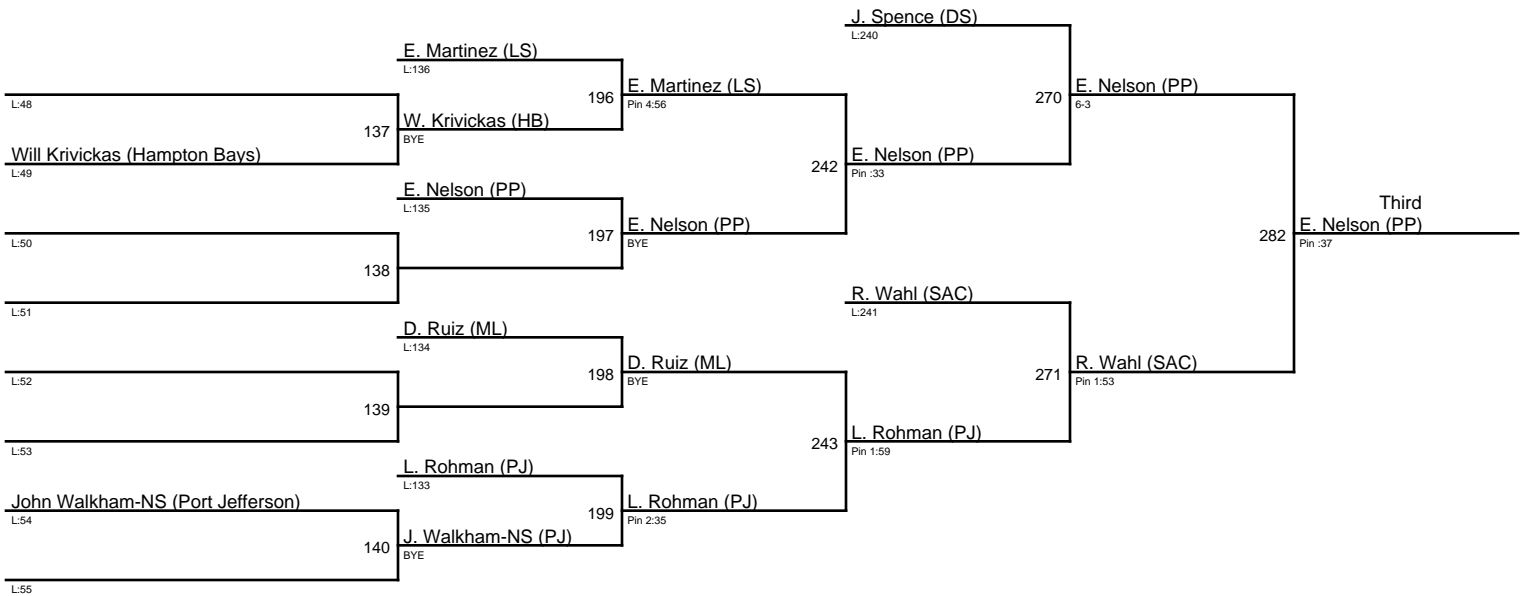 J. Spence (DS)
L:240
E. Martinez (LS)
L:136
196
E. Martinez (LS)
Pin 4:56
270
E. Nelson (PP)
6-3
L:48
137
W. Krivickas (HB)
BYE
Will Krivickas (Hampton Bays)
L:49
242
E. Nelson (PP)
Pin :33
E. Nelson (PP)
L:135
Third
197
E. Nelson (PP)
BYE
282
E. Nelson (PP)
Pin :37
L:50
138
L:51
R. Wahl (SAC)
L:241
D. Ruiz (ML)
L:134
198
D. Ruiz (ML)
BYE
271
R. Wahl (SAC)
Pin 1:53
L:52
139
L:53
243
L. Rohman (PJ)
Pin 1:59
L. Rohman (PJ)
L:133
John Walkham-NS (Port Jefferson)
L:54
199
L. Rohman (PJ)
Pin 2:35
140
J. Walkham-NS (PJ)
BYE
L:55